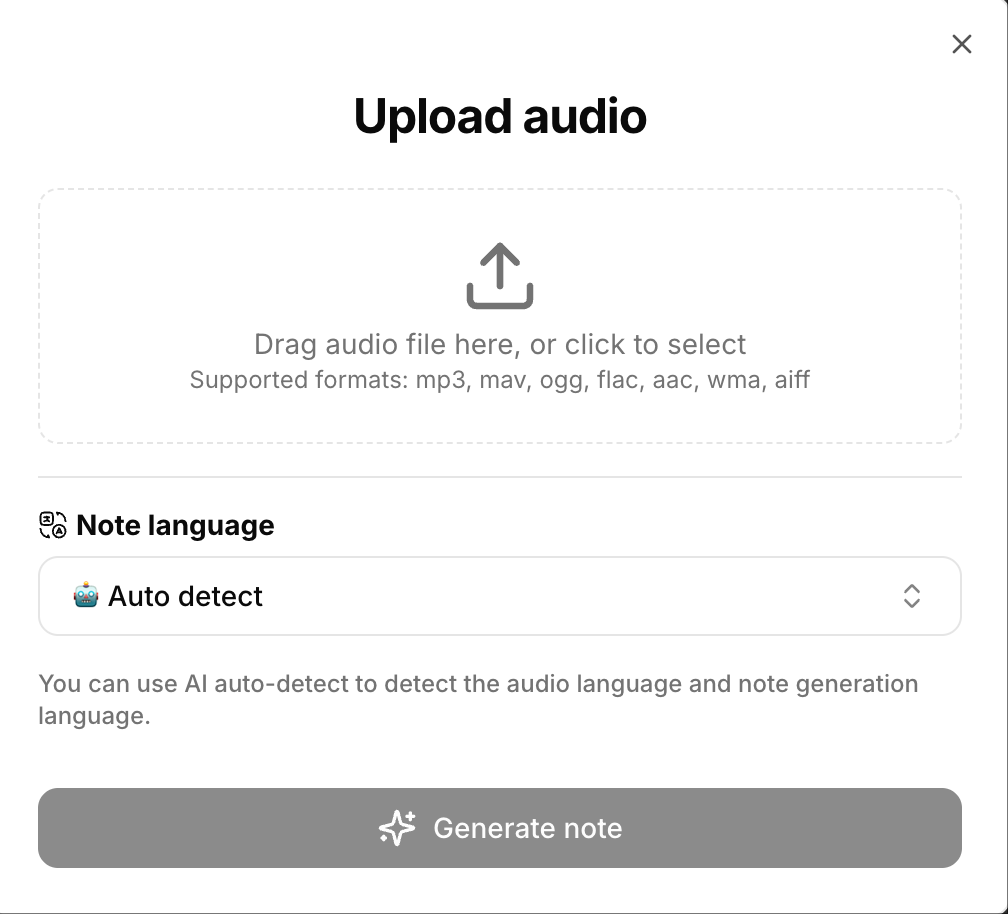 Upload audio
Drag audio file here, or click to select
Supported formats: mp3, mav, ogg, flac, aac, wma, aiff
Note language
Auto detect
You can use AI auto-detect to detect the audio language and note generation
language.
Generate note